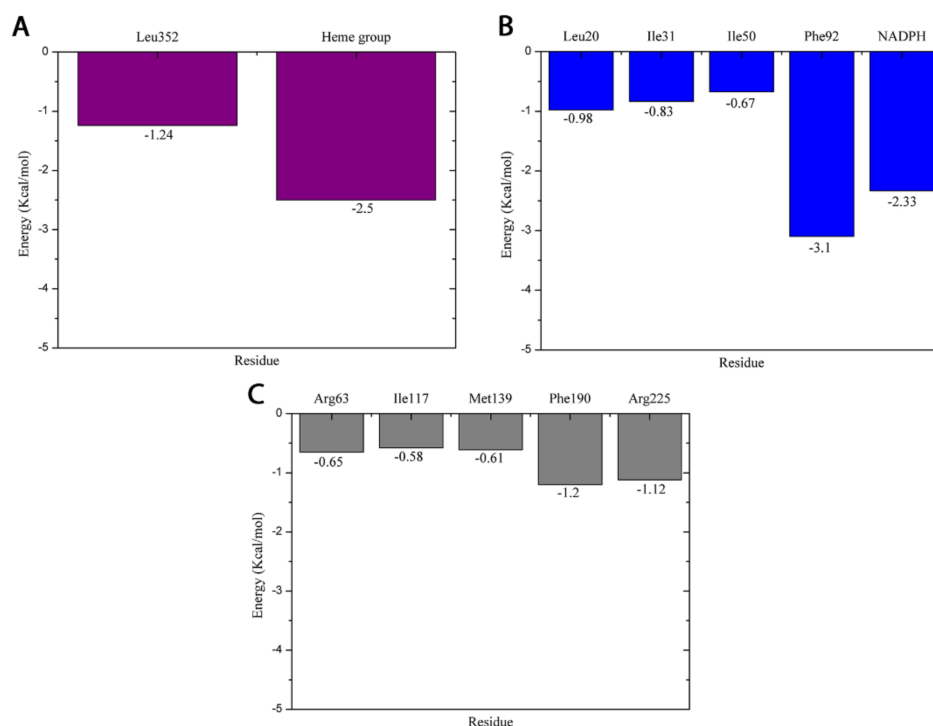 A
Leu352 Heme group
0
-1
-2
-3
-4
-5
Energy (Kcal/mol)
-1.24
-2.5
Residue
B
Leu20 Ile31 Ile50 Phe92 NADPH
0
-1
-2
-3
-4
-5
Energy (Kcal/mol)
-0.98
-0.83
-0.67
-3.1
-2.33
Residue
C
Arg63 Ile117 Met139 Phe190 Arg225
0
-1
-2
-3
-4
-5
Energy (Kcal/mol)
-0.65
-0.58
-0.61
-1.2
-1.12
Residue